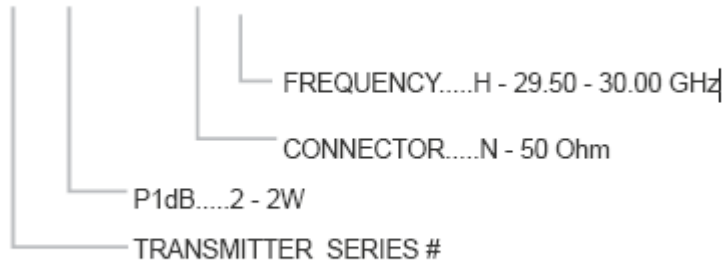 FREQUENCY.....H - 29.50 - 30.00 GHz
CONNECTOR.....N - 50 Ohm
P1dB.....2 - 2W
TRANSMITTER SERIES #